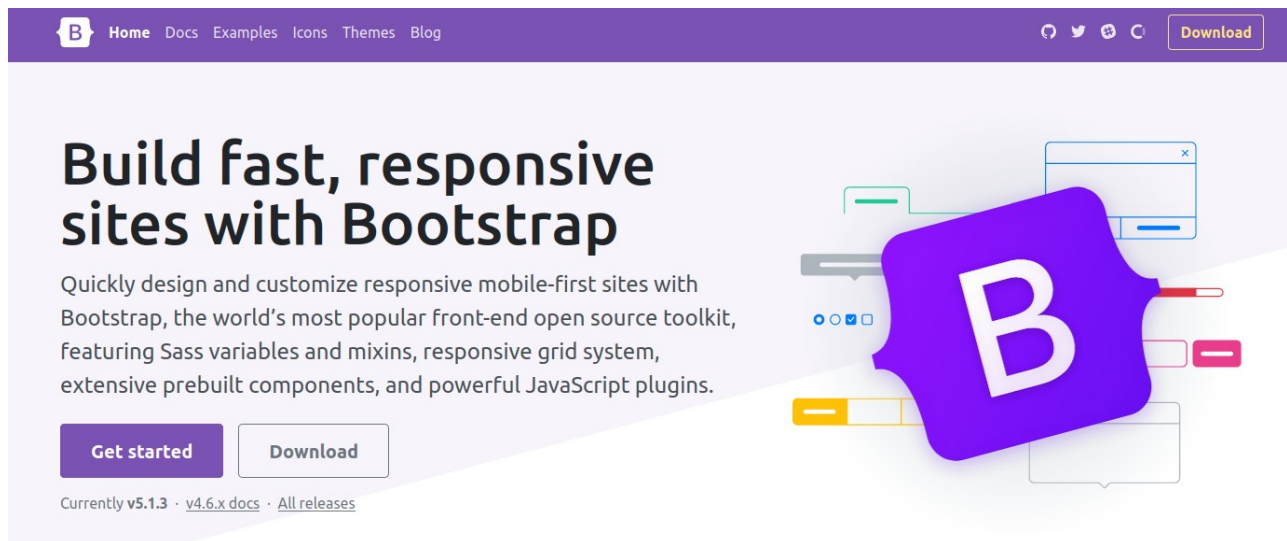 B Home Docs Examples Icons Themes Blog Download
Build fast, responsive
sites with Bootstrap
Quickly design and customize responsive mobile-first sites with
Bootstrap, the world’s most popular front-end open source toolkit,
featuring Sass variables and mixins, responsive grid system,
extensive prebuilt components, and powerful JavaScript plugins.
Get started Download
Currently v5.1.3 · v4.6.x docs · All releases
B